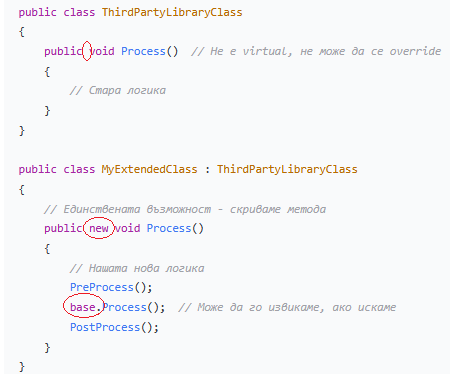 public class ThirdPartyLibraryClass
{
public void Process()  // Не е virtual, не може да се override
{
// Стара логика
}
}
public class MyExtendedClass : ThirdPartyLibraryClass
{
// Единствената възможност - скриваме метода
public new void Process()
{
// Нашата нова логика
PreProcess();
base.Process();  // Може да го извикаме, ако искаме
PostProcess();
}
}